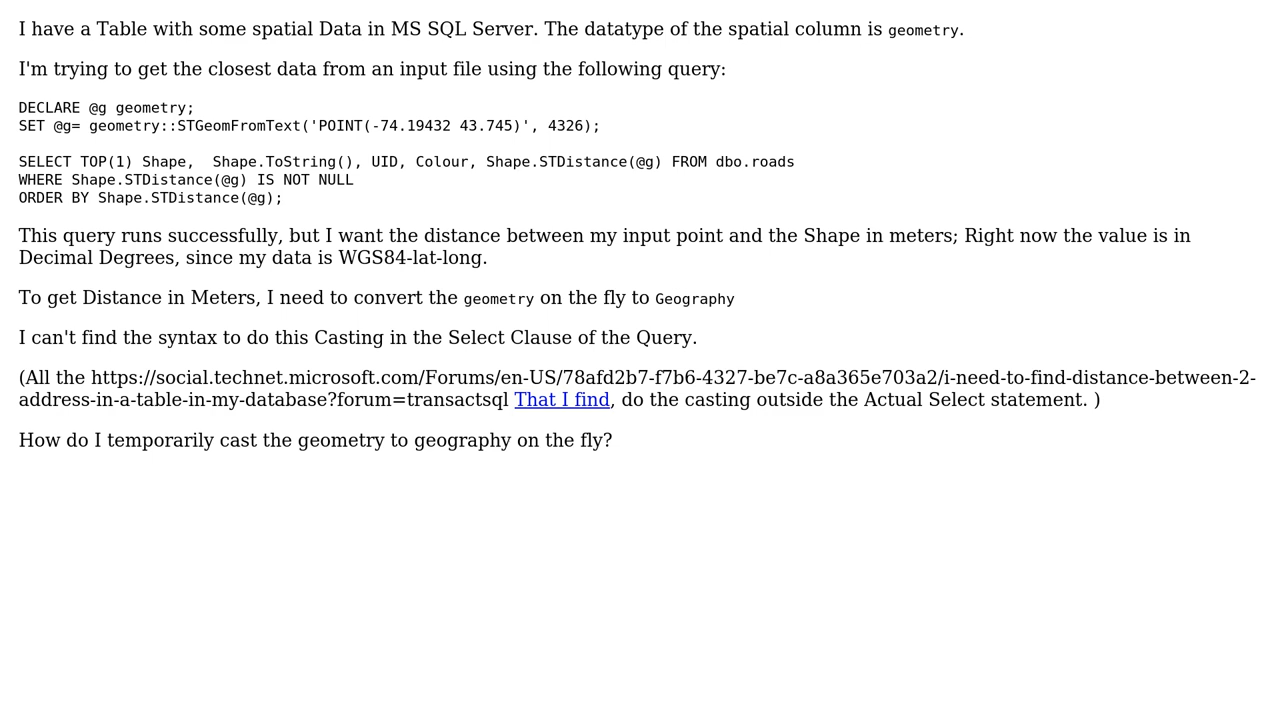 I have a Table with some spatial Data in MS SQL Server. The datatype of the spatial column is geometry.
I'm trying to get the closest data from an input file using the following query:
DECLARE @g geometry;
SET @g= geometry::STGeomFromText('POINT(-74.19432 43.745)', 4326);
SELECT TOP(1) Shape,  Shape.ToString(), UID, Colour, Shape.STDistance(@g) FROM dbo.roads
WHERE Shape.STDistance(@g) IS NOT NULL
ORDER BY Shape.STDistance(@g);
This query runs successfully, but I want the distance between my input point and the Shape in meters; Right now the value is in
Decimal Degrees, since my data is WGS84-lat-long.
To get Distance in Meters, I need to convert the geometry on the fly to Geography
I can't find the syntax to do this Casting in the Select Clause of the Query.
(All the https://social.technet.microsoft.com/Forums/en-US/78afd2b7-f7b6-4327-be7c-a8a365e703a2/i-need-to-find-distance-between-2-
address-in-a-table-in-my-database?forum=transactsql That I find, do the casting outside the Actual Select statement. )
How do I temporarily cast the geometry to geography on the fly?